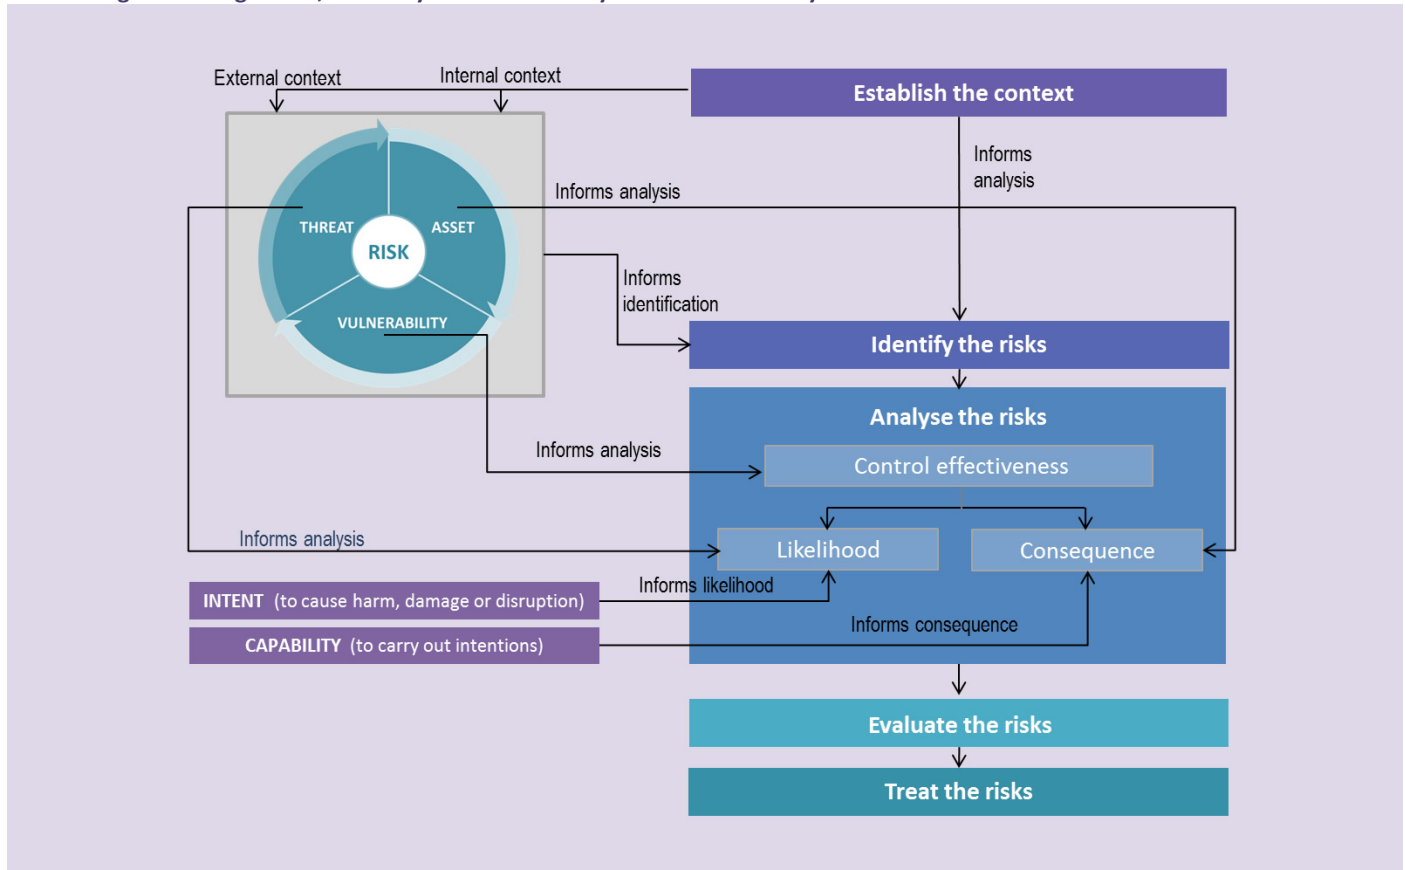 External context
Internal context
Establish the context
Informs
analysis
Informs analysis
THREAT
ASSET
RISK
VULNERABILITY
Informs
identification
Identify the risks
Analyse the risks
Informs analysis
Control effectiveness
Informs analysis
Likelihood
Consequence
Informs likelihood
INTENT (to cause harm, damage or disruption)
Informs consequence
CAPABILITY (to carry out intentions)
Evaluate the risks
Treat the risks